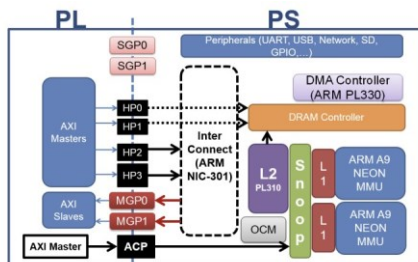 PL
PS
SGP0
SGP1
Peripherals (UART, USB, Network, SD,
GPIO,...)
DMA Controller
(ARM PL330)
AXI
Masters
HP0
HP1
HP2
HP3
Inter
Connect
(ARM
NIC-301)
DRAM Controller
L2
PL310
Snoop
L
1
ARM A9
NEON
MMU
AXI
Slaves
MGP0
MGP1
OCM
L
1
ARM A9
NEON
MMU
AXI Master
ACP